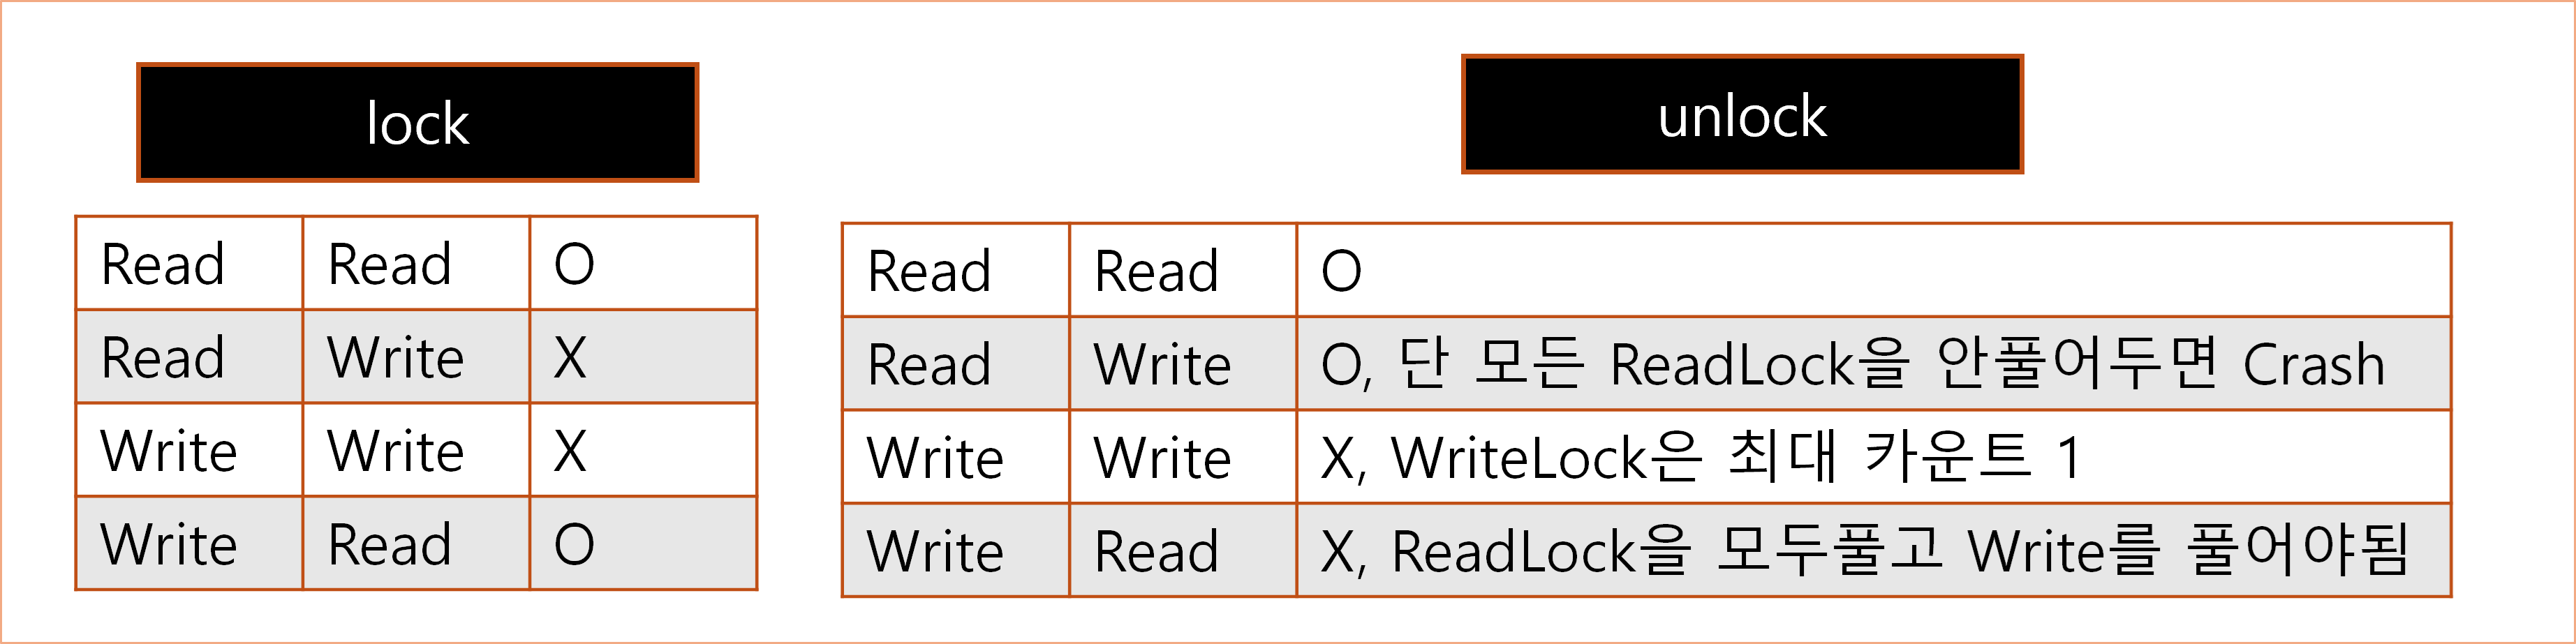 lock
Read Read O
Read Write X
Write Write X
Write Read O
unlock
Read Read O
Read Write O, 단 모든 ReadLock을 안풀어두면 Crash
Write Write X, WriteLock은 최대 카운트 1
Write Read X, ReadLock을 모두풀고 Write를 풀어야됨